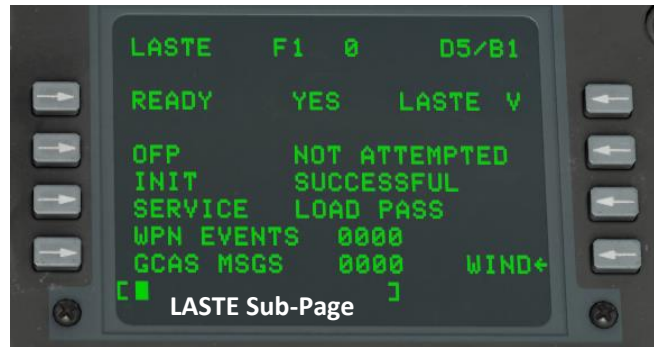 LASTE F1 0 D5/B1
READY YES LASTE V
OFP NOT ATTEMPTED
INIT SUCCESSFUL
SERVICE LOAD PASS
WPN EVENTS 0000
GCAS MSGS 0000 WIND←
[ ]
LASTE Sub-Page